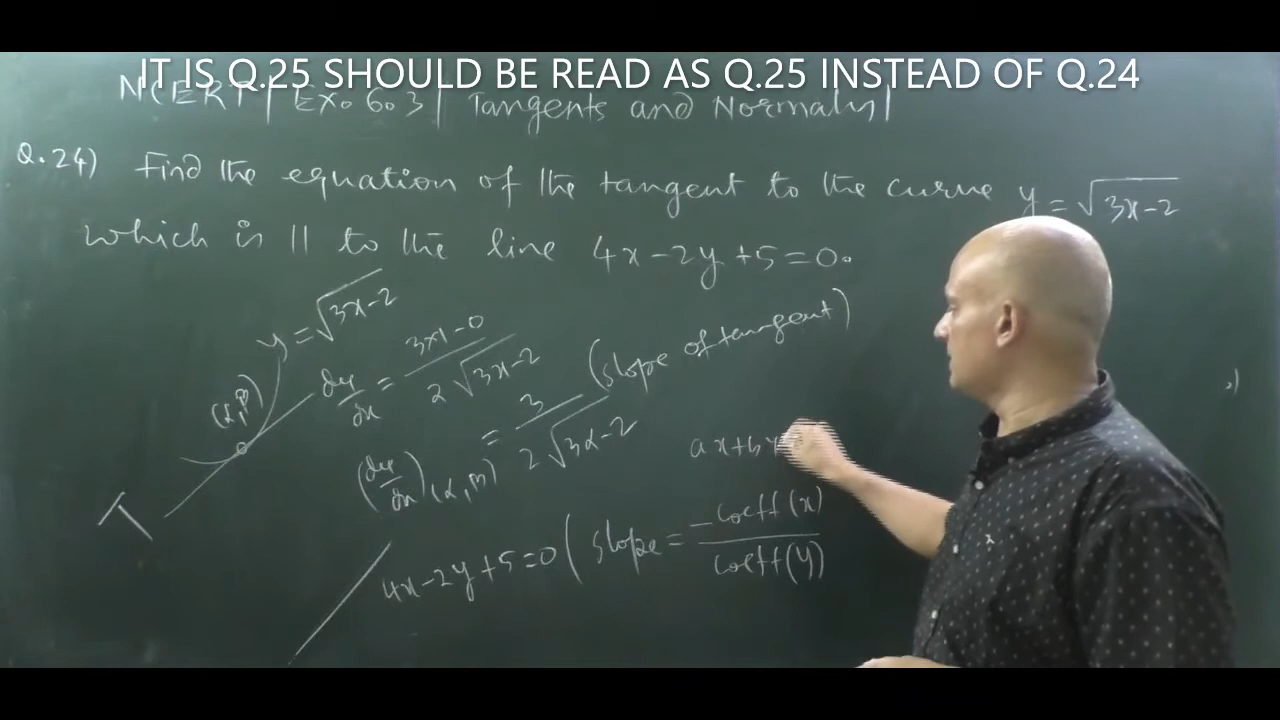 IT IS Q.25 SHOULD BE READ AS Q.25 INSTEAD OF Q.24
NCERT | Ex. 6.3 | Tangents and Normals |
Q.24) Find the equation of the tangent to the curve y = √(3x-2)
which is || to the line 4x-2y+5=0.
y = √(3x-2)
(α,β)
dy/dx = (3×1-0)/(2√(3x-2))
(dy/dx)(α,β) = 3/(2√(3α-2)) (slope of tangent)
ax+by
4x-2y+5=0 ( slope = -coeff(x)/coeff(y)